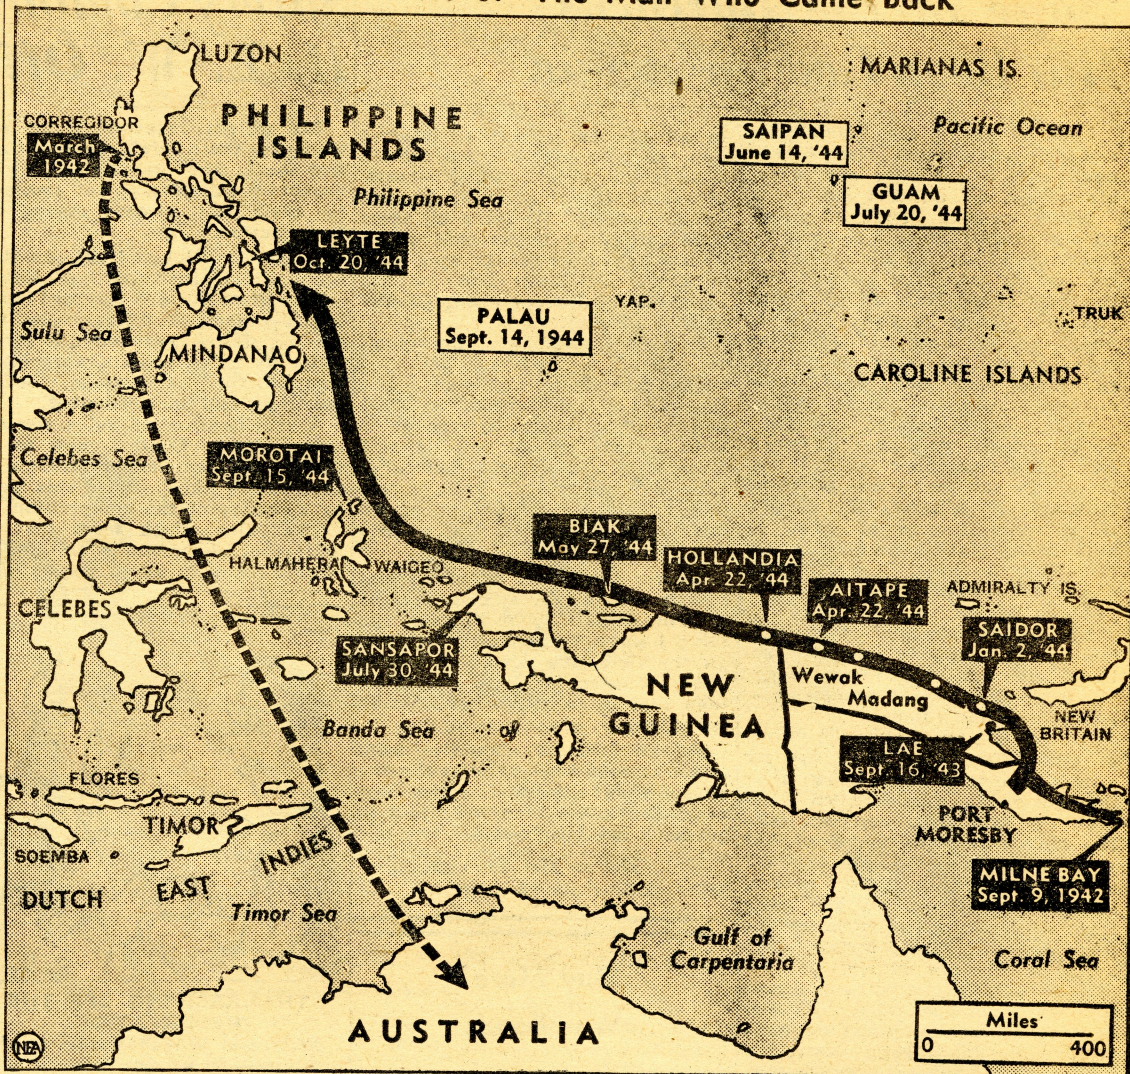 The Man Who Came Back
LUZON
MARIANAS IS.
CORREGIDOR
March
1942
PHILIPPINE
ISLANDS
SAIPAN
June 14, '44
Pacific Ocean
GUAM
July 20, '44
Philippine Sea
LEYTE
Oct. 20, '44
PALAU
Sept. 14, 1944
YAP
TRUK
Sulu Sea
MINDANAO
CAROLINE ISLANDS
Celebes Sea
MOROTAI
Sept. 15, '44
BIAK
May 27, '44
HOLLANDIA
Apr. 22, '44
HALMAHERA
WAIGEO
AITAPE
Apr. 22, '44
ADMIRALTY IS.
CELEBES
SAIDOR
Jan. 2, '44
SANSAPOR
July 30, '44
NEW
GUINEA
Wewak
Madang
Banda Sea
NEW
BRITAIN
LAE
Sept. 16, '43
FLORES
TIMOR
PORT
MORESBY
SOEMBA
DUTCH
EAST
INDIES
MILNE BAY
Sept. 9, 1942
Timor Sea
Gulf of
Carpentaria
Coral Sea
AUSTRALIA
Miles
0 400
NEA